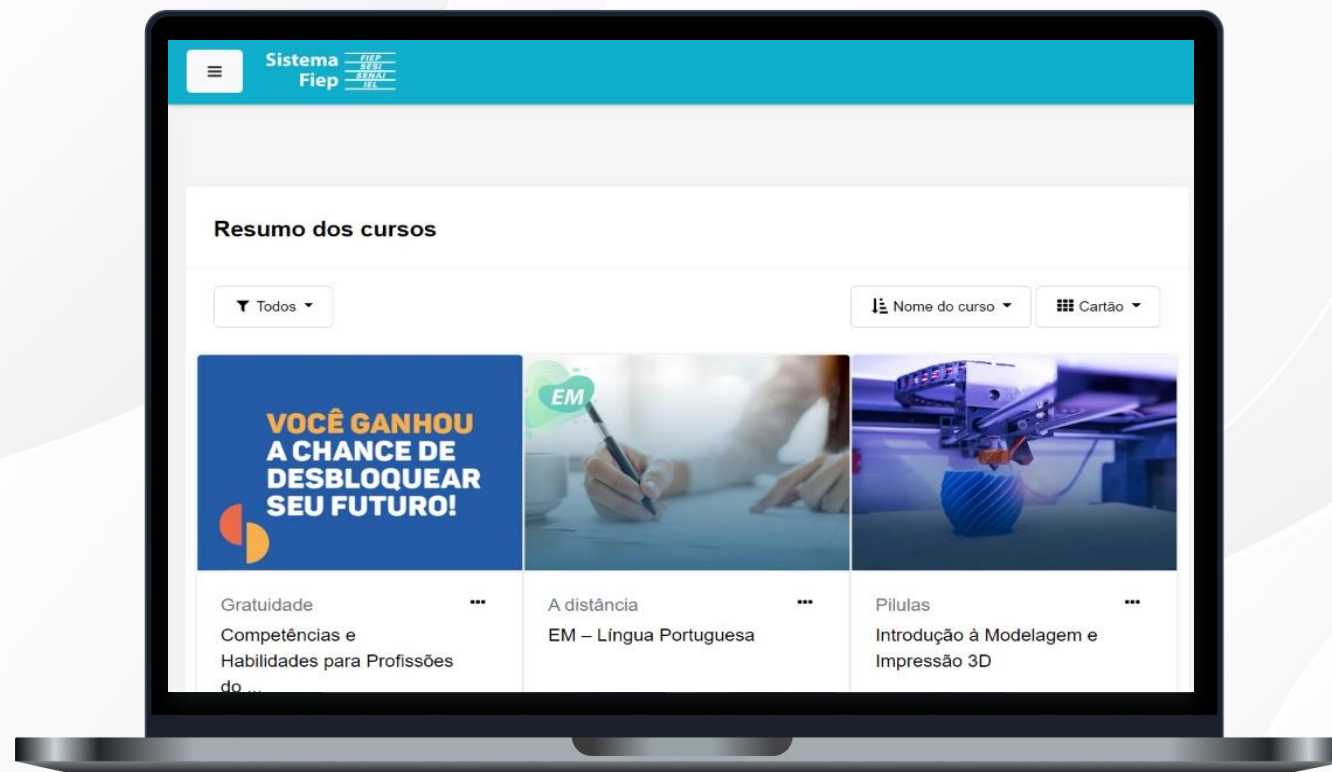 Sistema
Fiep
FIEP
SESI
SENAI
IEL
Resumo dos cursos
Todos
Nome do curso
Cartão
VOCÊ GANHOU
A CHANCE DE
DESBLOQUEAR
SEU FUTURO!
EM
Gratuidade
Competências e
Habilidades para Profissões
do ...
A distância
EM – Língua Portuguesa
Pilulas
Introdução à Modelagem e
Impressão 3D